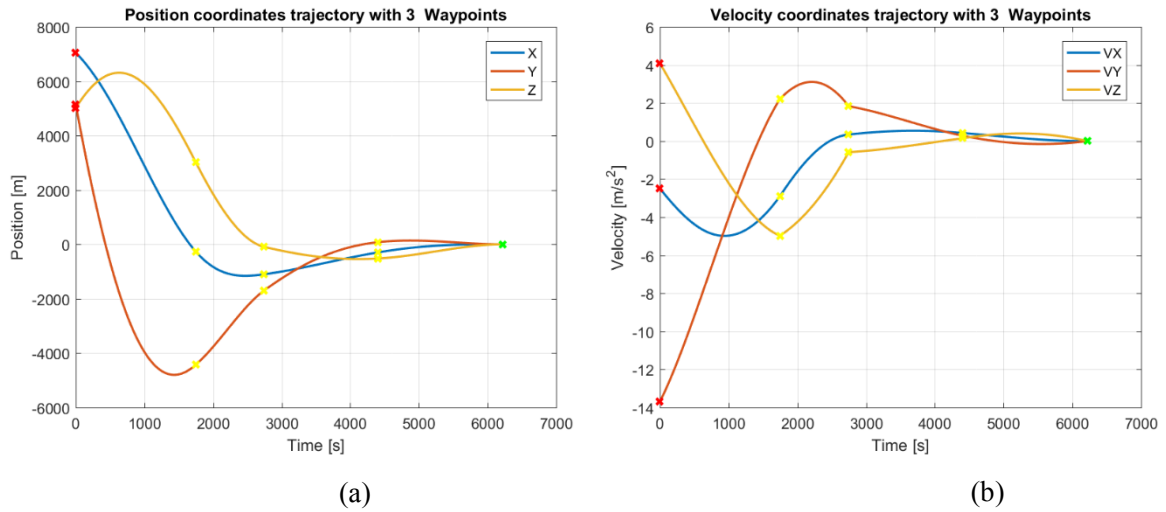 Position coordinates trajectory with 3 Waypoints
8000
6000
4000
2000
0
-2000
-4000
-6000
Position [m]
0 1000 2000 3000 4000 5000 6000 7000
Time [s]
X
Y
Z
(a)
Velocity coordinates trajectory with 3 Waypoints
6
4
2
0
-2
-4
-6
-8
-10
-12
-14
Velocity [m/s²]
0 1000 2000 3000 4000 5000 6000 7000
Time [s]
VX
VY
VZ
(b)